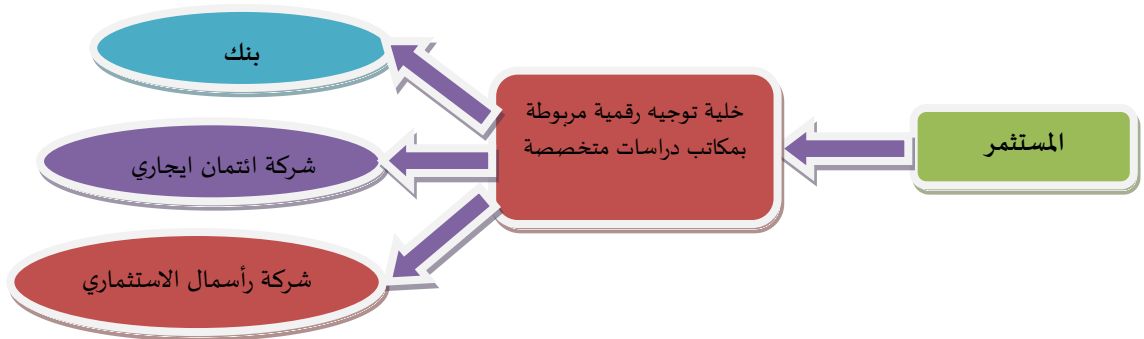 المستثمر
خلية توجيه رقمية مربوطة
بمكاتب دراسات متخصصة
بنك
شركة ائتمان ايجاري
شركة رأسمال الاستثماري